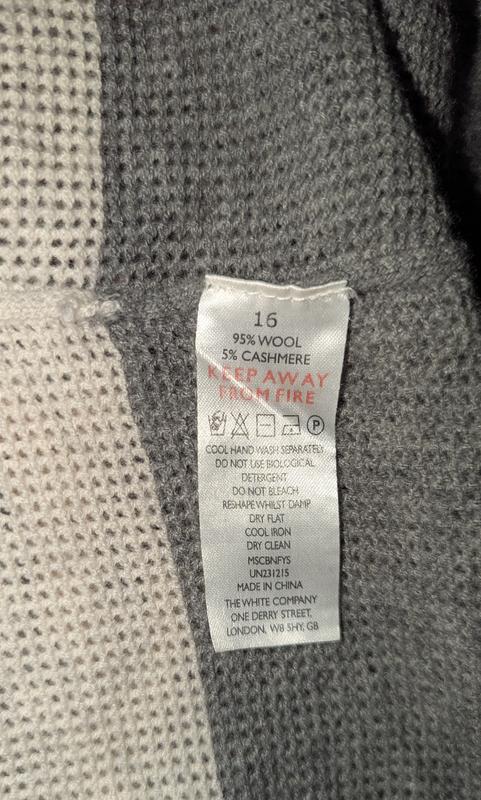 16
95% WOOL
5% CASHMERE
KEEP AWAY
FROM FIRE
P
COOL HAND WASH SEPARATELY
DO NOT USE BIOLOGICAL
DETERGENT
DO NOT BLEACH
RESHAPE WHILST DAMP
DRY FLAT
COOL IRON
DRY CLEAN
MSCBNFYS
UN231215
MADE IN CHINA
THE WHITE COMPANY
ONE DERRY STREET,
LONDON, W8 5HY, GB